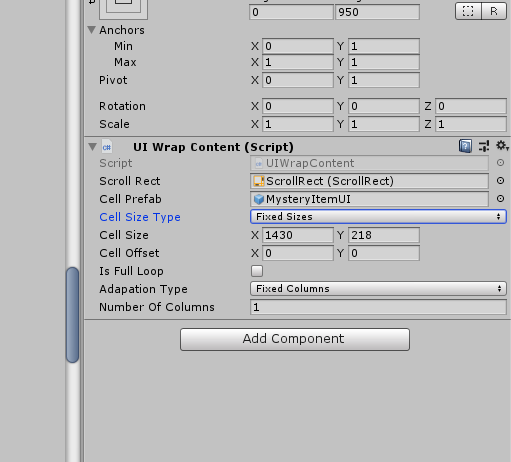 0 950
R
Anchors
Min X 0 Y 1
Max X 1 Y 1
Pivot X 0 Y 1
Rotation X 0 Y 0 Z 0
Scale X 1 Y 1 Z 1
UI Wrap Content (Script)
Script UIWrapContent
Scroll Rect ScrollRect (ScrollRect)
Cell Prefab MysteryItemUI
Cell Size Type Fixed Sizes
Cell Size X 1430 Y 218
Cell Offset X 0 Y 0
Is Full Loop
Adapation Type Fixed Columns
Number Of Columns 1
Add Component